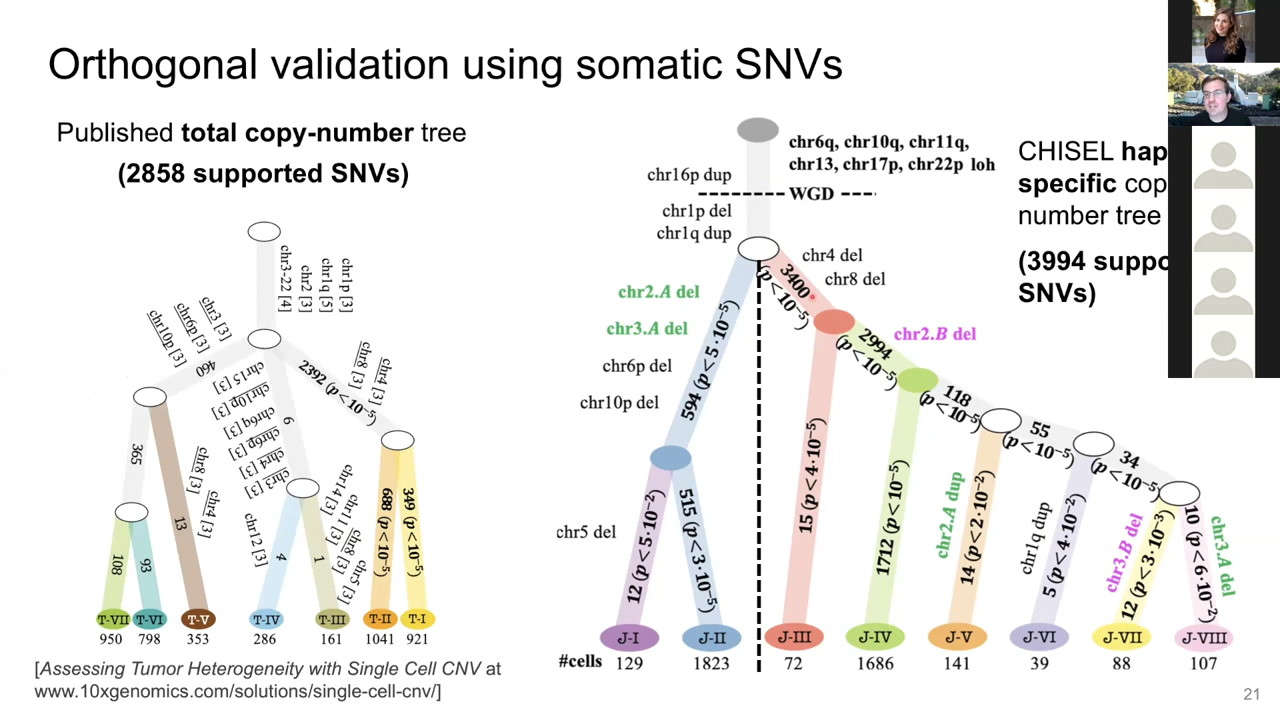 Orthogonal validation using somatic SNVs
Published total copy-number tree
(2858 supported SNVs)
chr3-22 [4]
chr2 [3]
chr1q [5]
chr1p [3]
chr3 [3]
chr6p [3]
chr10p [3]
460
chr15 [3]
chr10p [3]
chr6q [3]
chr6p [3]
chr4 [3]
chr3 [3]
6
2392 (p<10⁻⁵)
chr8 [3]
chr4 [3]
365
13
chr8 [3]
chr4 [3]
chr12 [3]
chr14 [3]
chr11 [3]
chr8 [3]
chr5 [3]
108
93
4
1
688 (p<10⁻⁵)
349 (p<10⁻⁵)
T-VII T-VI T-V T-IV T-III T-II T-I
950 798 353 286 161 1041 921
[Assessing Tumor Heterogeneity with Single Cell CNV at
www.10xgenomics.com/solutions/single-cell-cnv/]
chr6q, chr10q, chr11q,
chr13, chr17p, chr22p loh
chr16p dup
WGD
chr1p del
chr1q dup
chr4 del
chr8 del
3400
(p<10⁻⁵)
chr2.A del
chr3.A del
chr6p del
chr10p del
594 (p<5·10⁻⁵)
chr2.B del
2994
(p<10⁻⁵)
118
(p<10⁻⁵)
55
(p<10⁻⁵)
34
(p<10⁻⁵)
chr5 del
12 (p<5·10⁻²)
515 (p<3·10⁻⁵)
15 (p<4·10⁻⁵)
1712 (p<10⁻⁵)
chr2.A dup
14 (p<2·10⁻²)
chr1q dup
5 (p<4·10⁻²)
chr3.B del
12 (p<3·10⁻³)
10 (p<6·10⁻²)
chr3.A del
J-I J-II J-III J-IV J-V J-VI J-VII J-VIII
#cells 129 1823 72 1686 141 39 88 107
CHISEL hap
specific cop
number tree
(3994 suppo
SNVs)
21